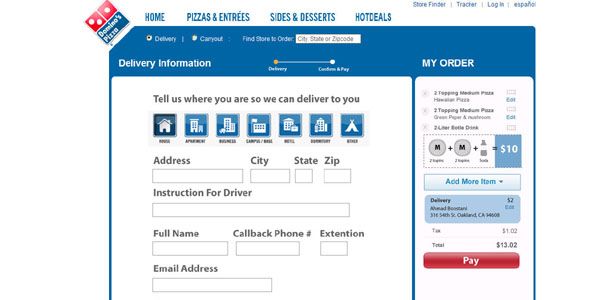 Store Finder | Tracker | Log In | español
Domino's Pizza
HOME PIZZAS & ENTRÉES SIDES & DESSERTS HOTDEALS
Delivery Carryout Find Store to Order: City, State or Zipcode
Delivery Information
Delivery Confirm & Pay
MY ORDER
Tell us where you are so we can deliver to you
HOUSE APARTMENT BUSINESS CAMPUS / BASE HOTEL DORMITORY OTHER
Address City State Zip
Instruction For Driver
Full Name Callback Phone # Extention
Email Address
x 2 Topping Medium Pizza
Hawaiian Pizza Edit
x 2 Topping Medium Pizza
Green Paper & mushroom Edit
x 2-Liter Bottle Drink
M + M + = $10
2 topins 2 topins Soda
Add More Item
Delivery $2
Ahmad Boostani Edit
316 54th St. Oakland, CA 94608
Tax $1.02
Total $13.02
Pay